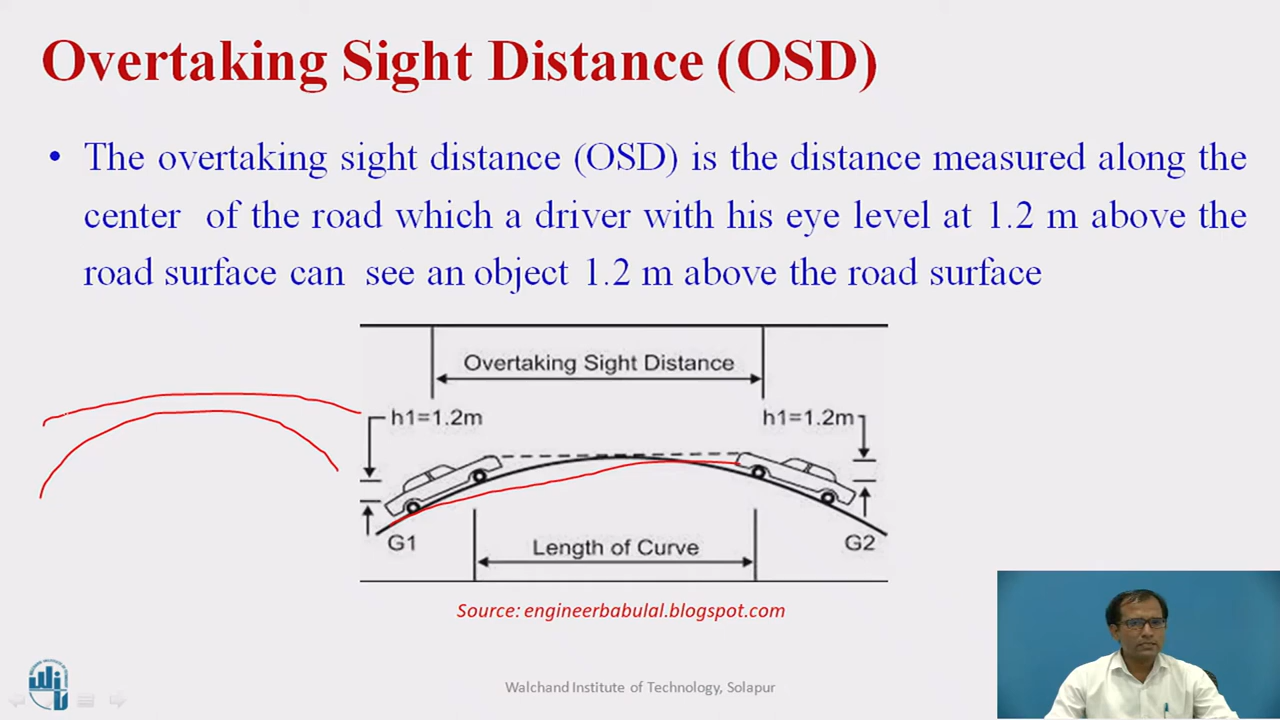 Overtaking Sight Distance (OSD)
• The overtaking sight distance (OSD) is the distance measured along the
center of the road which a driver with his eye level at 1.2 m above the
road surface can see an object 1.2 m above the road surface
Overtaking Sight Distance
h1=1.2m
h1=1.2m
G1
Length of Curve
G2
Source: engineerbabulal.blogspot.com
Walchand Institute of Technology, Solapur